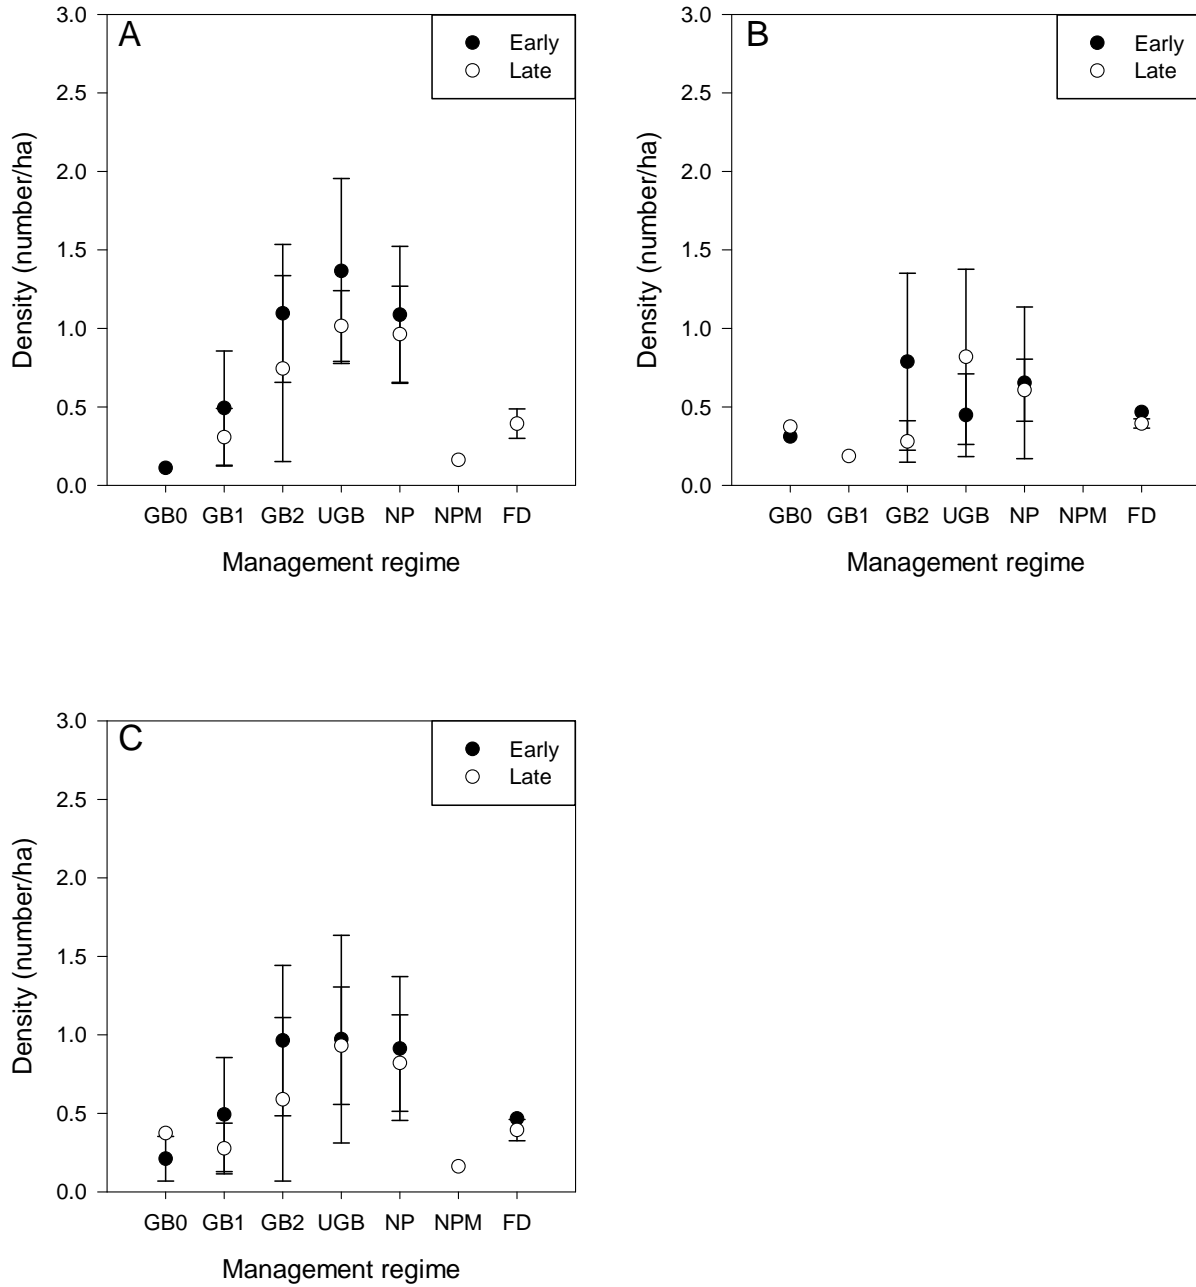 A
Early
Late
3.0
2.5
2.0
1.5
1.0
0.5
0.0
Density (number/ha)
GB0 GB1 GB2 UGB NP NPM FD
Management regime
B
Early
Late
3.0
2.5
2.0
1.5
1.0
0.5
0.0
Density (number/ha)
GB0 GB1 GB2 UGB NP NPM FD
Management regime
C
Early
Late
3.0
2.5
2.0
1.5
1.0
0.5
0.0
Density (number/ha)
GB0 GB1 GB2 UGB NP NPM FD
Management regime